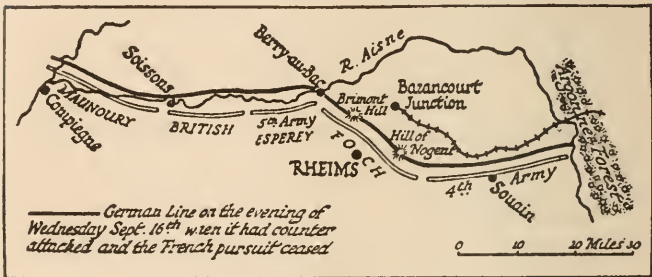 Compiegne
MAUNOURY
Soissons
BRITISH
5th Army
ESPEREY
Berry-au-Bac
R. Aisne
Brimont
Hill
Bazancourt
Junction
Hill of
Nogent
RHEIMS
FOCH
4th Army
Souain
Argonne
Forest
German Line on the evening of
Wednesday Sept. 16th when it had counter
attacked and the French pursuit ceased
0 10 20 Miles 30